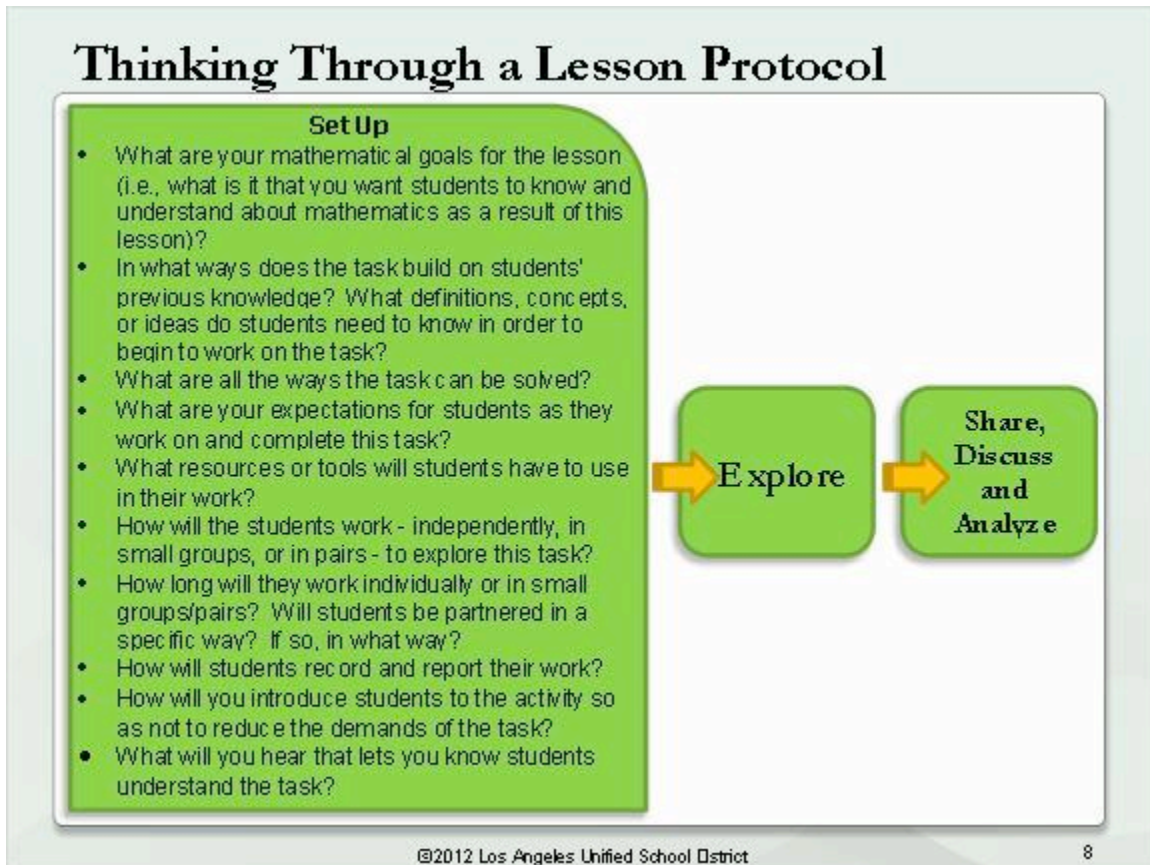 Thinking Through a Lesson Protocol
Set Up
• What are your mathematical goals for the lesson
(i.e., what is it that you want students to know and
understand about mathematics as a result of this
lesson)?
• In what ways does the task build on students'
previous knowledge? What definitions, concepts,
or ideas do students need to know in order to
begin to work on the task?
• What are all the ways the task can be solved?
• What are your expectations for students as they
work on and complete this task?
• What resources or tools will students have to use
in their work?
• How will the students work - independently, in
small groups, or in pairs - to explore this task?
• How long will they work individually or in small
groups/pairs? Will students be partnered in a
specific way? If so, in what way?
• How will students record and report their work?
• How will you introduce students to the activity so
as not to reduce the demands of the task?
• What will you hear that lets you know students
understand the task?
Explore
Share,
Discuss
and
Analyze
©2012 Los Angeles Unified School District
8